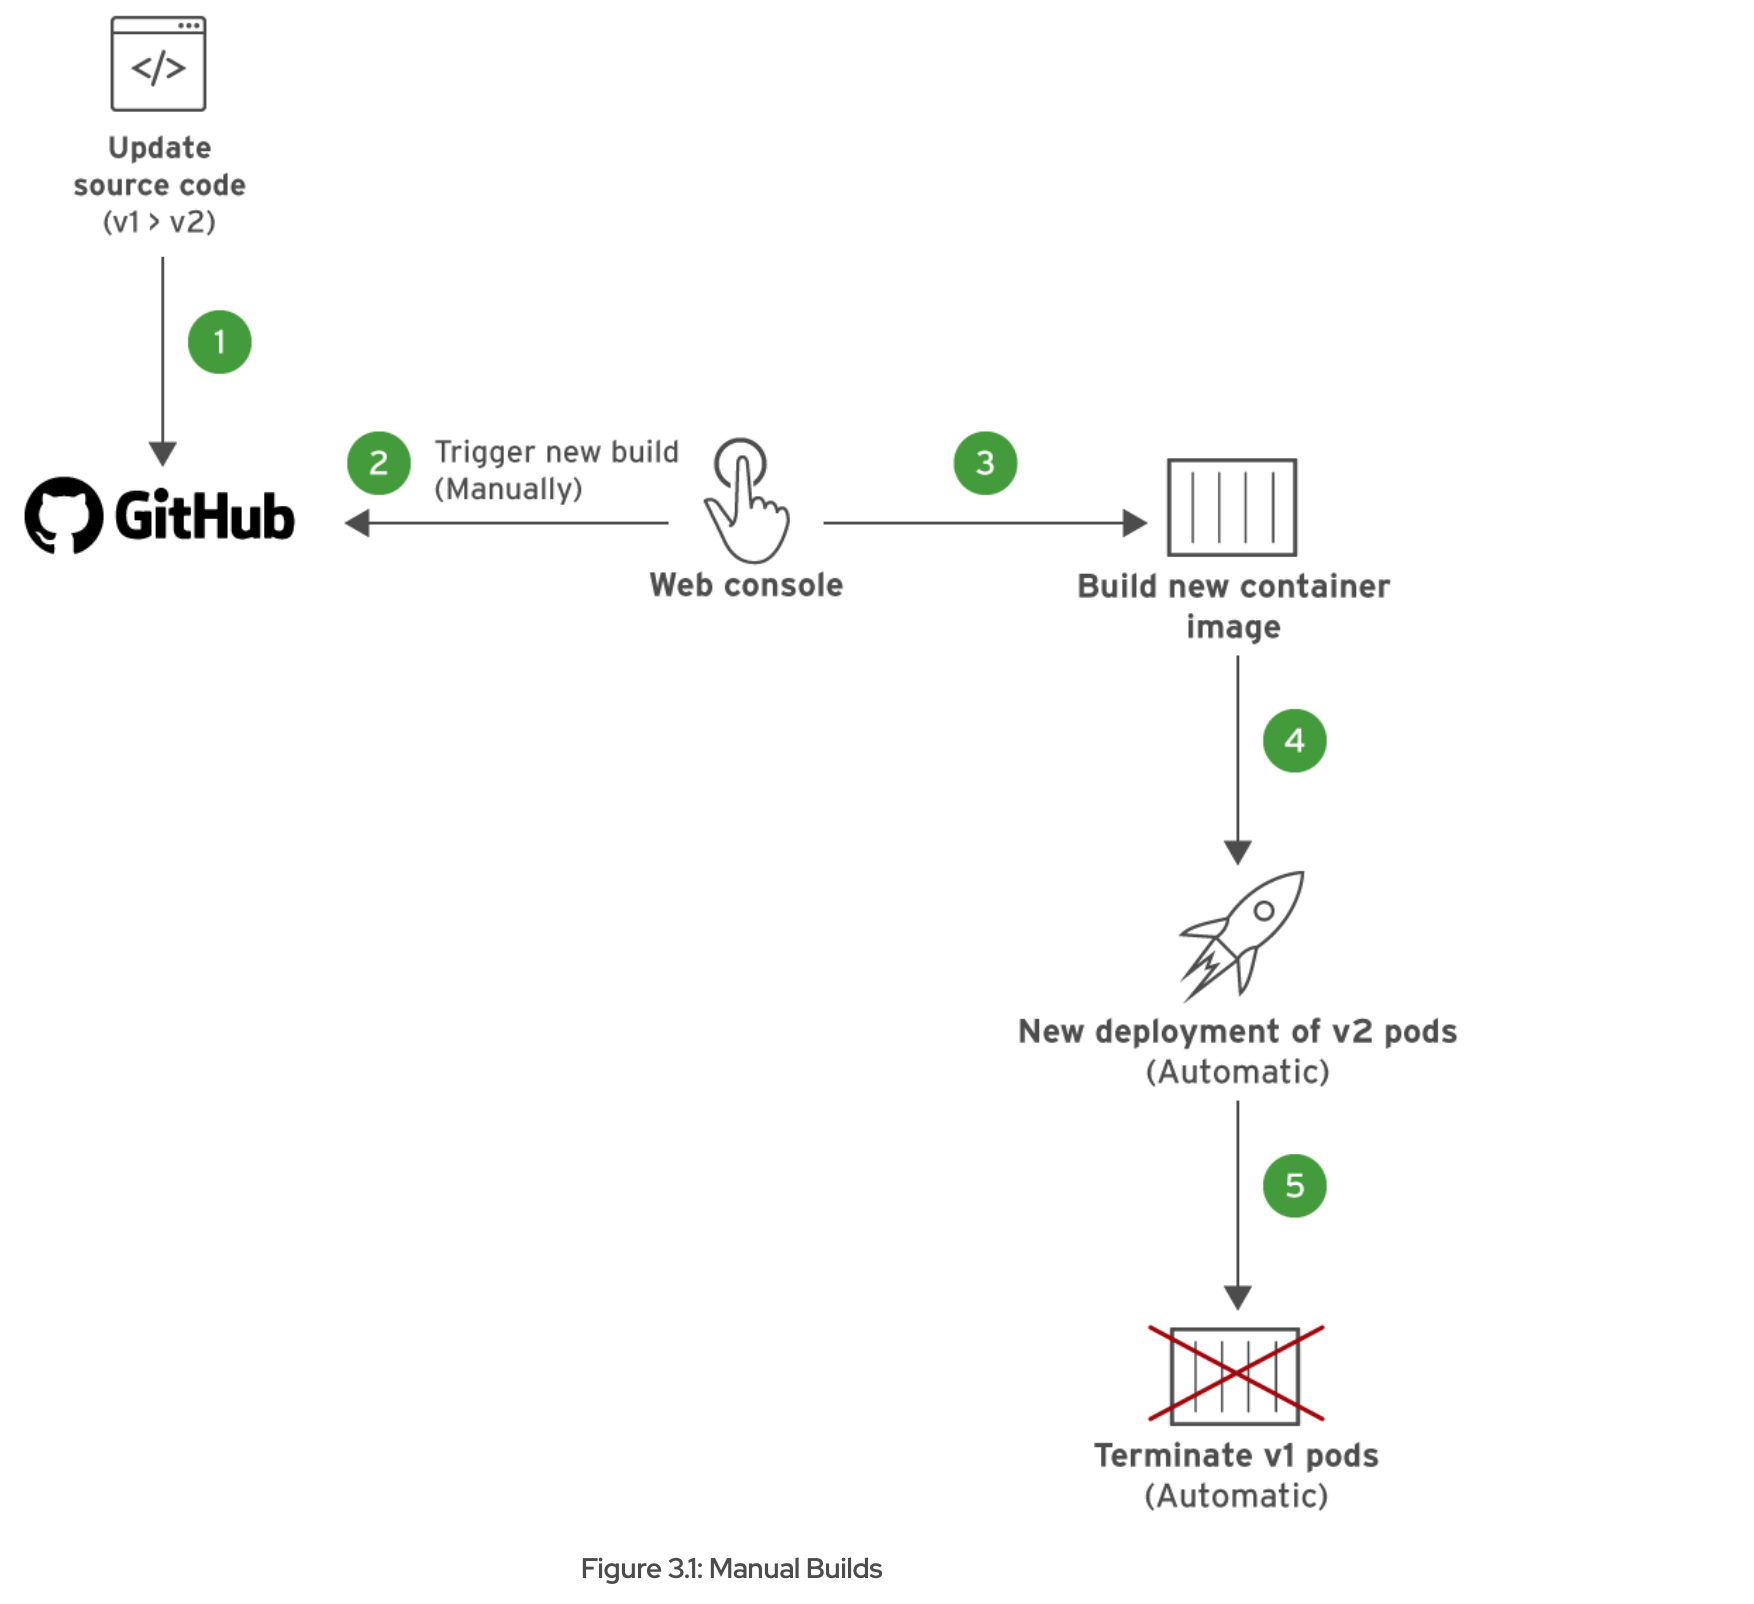 </>
Update
source code
(v1 > v2)
1
GitHub
2
Trigger new build
(Manually)
Web console
3
Build new container
image
4
New deployment of v2 pods
(Automatic)
5
Terminate v1 pods
(Automatic)
Figure 3.1: Manual Builds